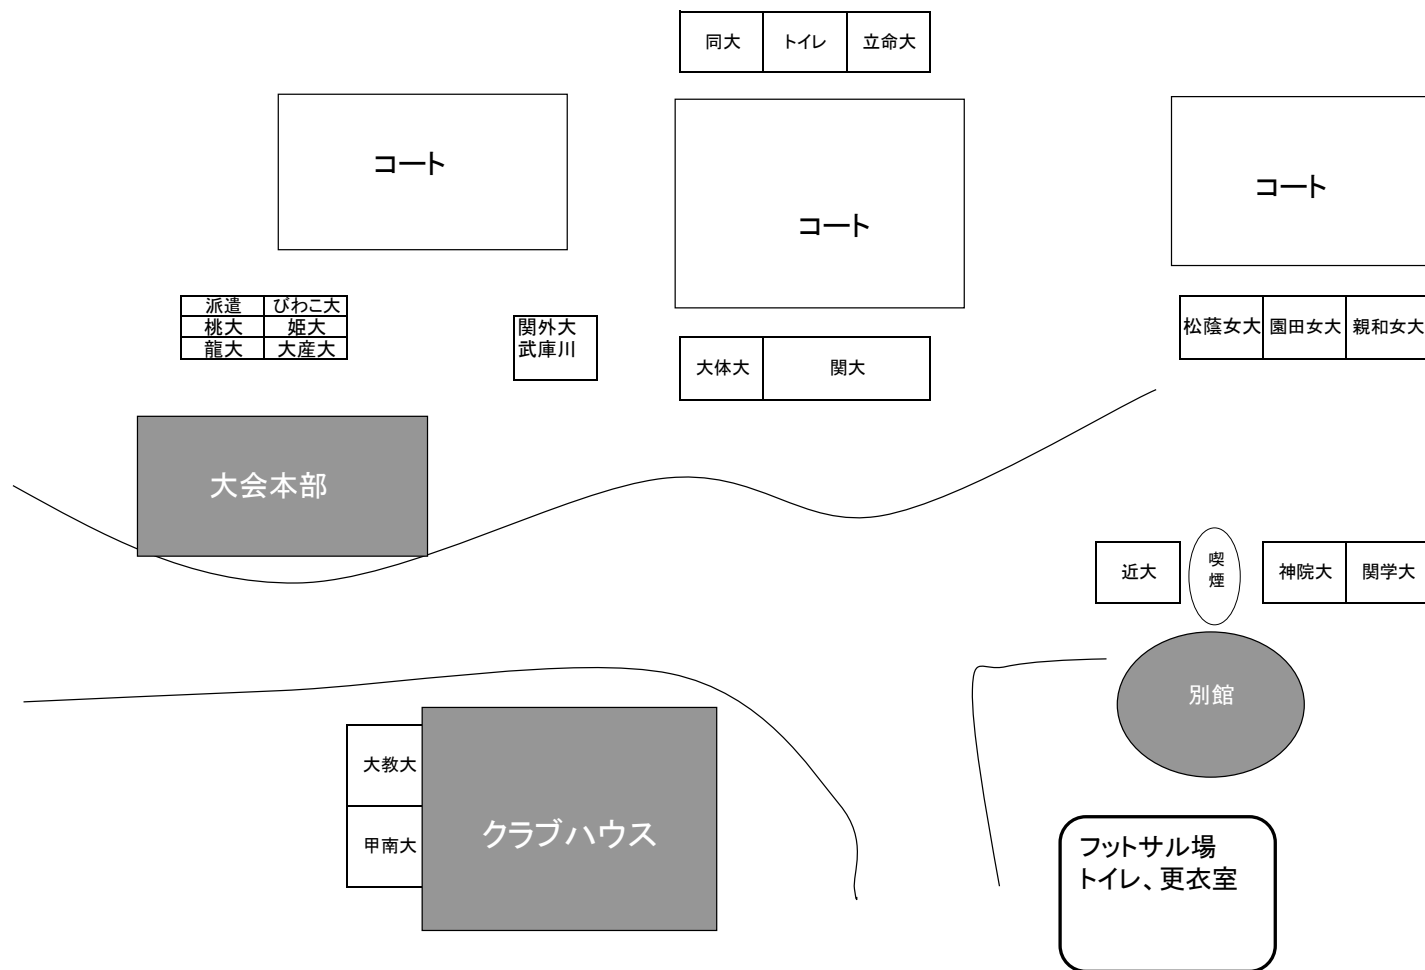 同大 トイレ 立命大
コート
コート
コート
派遣 びわこ大
桃大 姫大
龍大 大産大
関外大
武庫川
大体大 関大
松蔭女大 園田女大 親和女大
大会本部
近大
喫
煙
神院大 関学大
別館
大教大
甲南大
クラブハウス
フットサル場
トイレ、更衣室